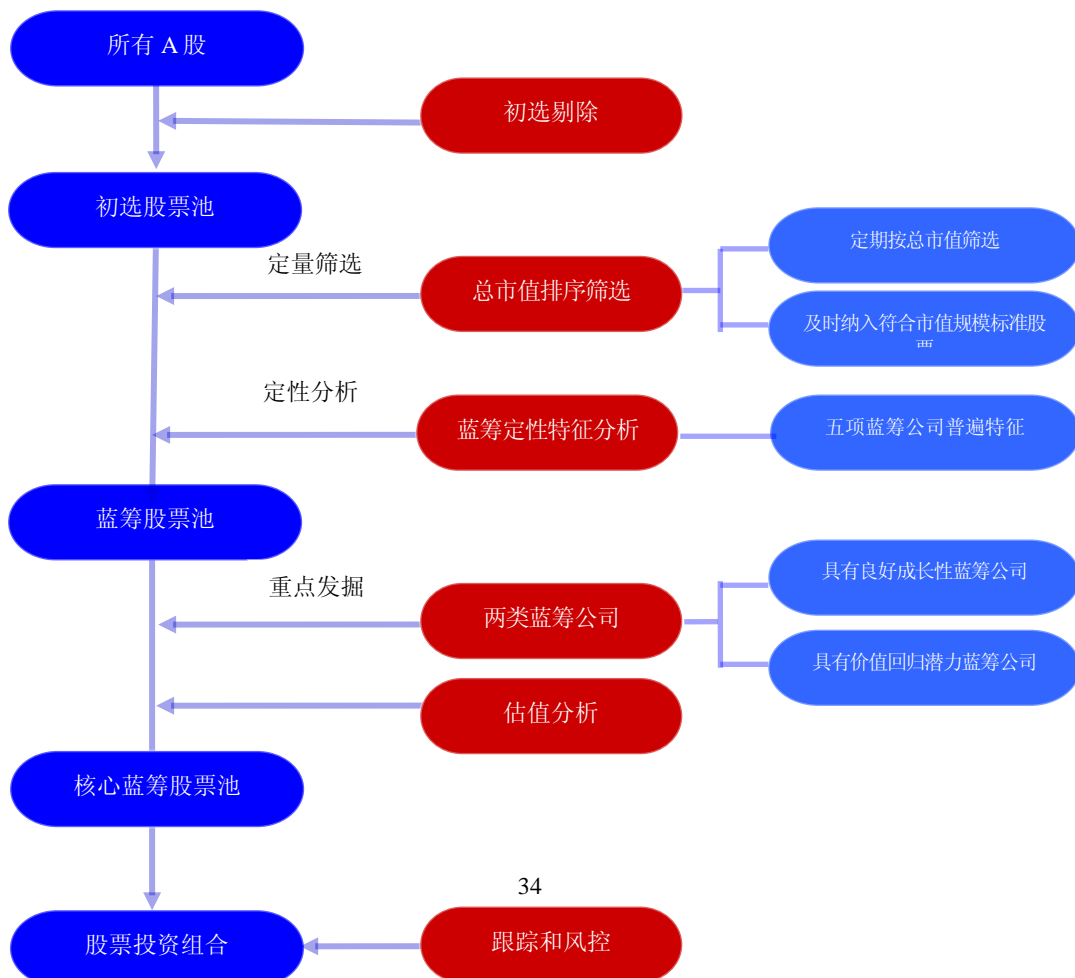 所有 A 股
初选剔除
初选股票池
定量筛选
总市值排序筛选
定期按总市值筛选
及时纳入符合市值规模标准股
票
定性分析
蓝筹定性特征分析
五项蓝筹公司普遍特征
蓝筹股票池
重点发掘
两类蓝筹公司
具有良好成长性蓝筹公司
具有价值回归潜力蓝筹公司
估值分析
核心蓝筹股票池
34
股票投资组合
跟踪和风控